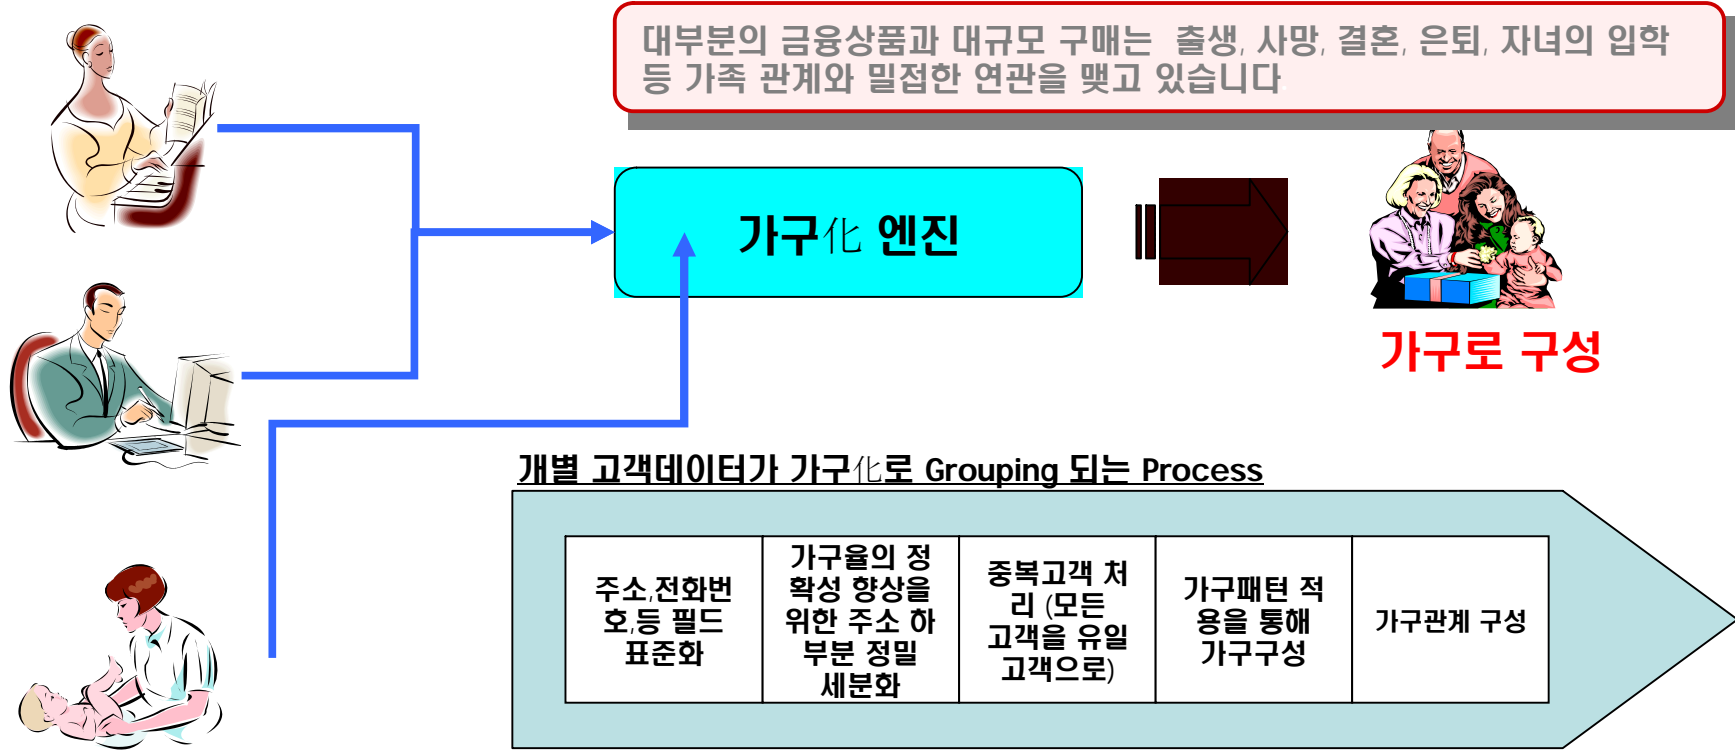 대부분의 금융상품과 대규모 구매는 출생, 사망, 결혼, 은퇴, 자녀의 입학
등 가족 관계와 밀접한 연관을 맺고 있습니다
가구化 엔진
가구로 구성
개별 고객데이터가 가구化로 Grouping 되는 Process
주소,전화번
호,등 필드
표준화
가구율의 정
확성 향상을
위한 주소 하
부분 정밀
세분화
중복고객 처
리 (모든
고객을 유일
고객으로)
가구패턴 적
용을 통해
가구구성
가구관계 구성